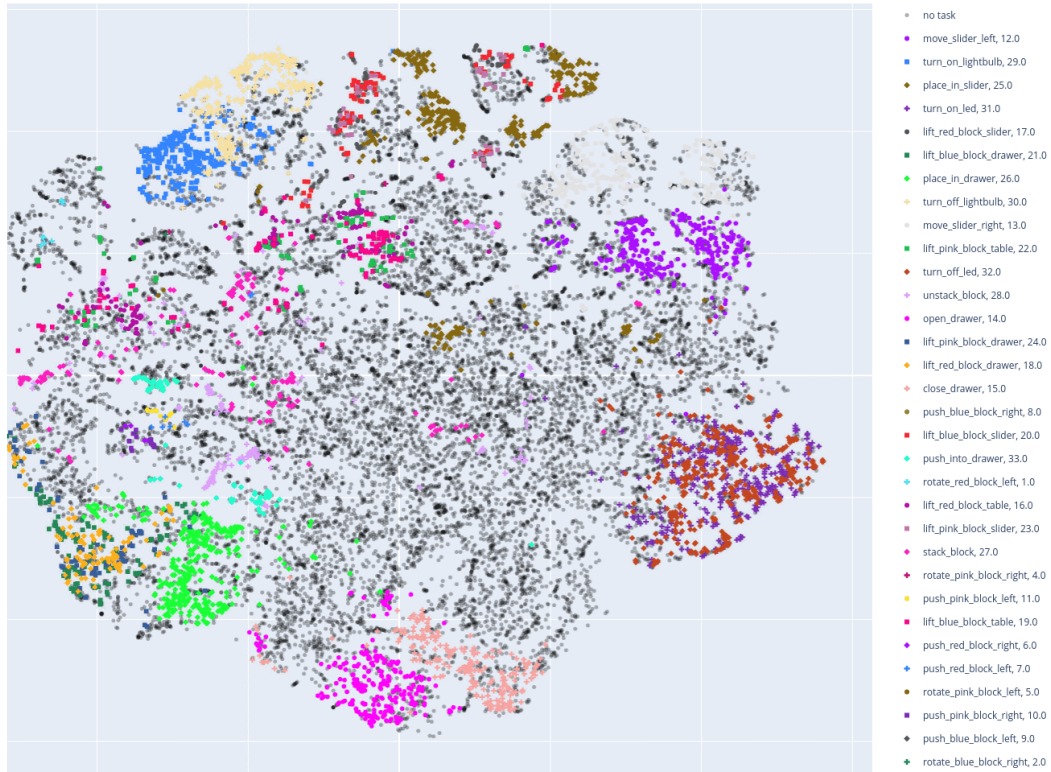 no task
move_slider_left, 12.0
turn_on_lightbulb, 29.0
place_in_slider, 25.0
turn_on_led, 31.0
lift_red_block_slider, 17.0
lift_blue_block_drawer, 21.0
place_in_drawer, 26.0
turn_off_lightbulb, 30.0
move_slider_right, 13.0
lift_pink_block_table, 22.0
turn_off_led, 32.0
unstack_block, 28.0
open_drawer, 14.0
lift_pink_block_drawer, 24.0
lift_red_block_drawer, 18.0
close_drawer, 15.0
push_blue_block_right, 8.0
lift_blue_block_slider, 20.0
push_into_drawer, 33.0
rotate_red_block_left, 1.0
lift_red_block_table, 16.0
lift_pink_block_slider, 23.0
stack_block, 27.0
rotate_pink_block_right, 4.0
push_pink_block_left, 11.0
lift_blue_block_table, 19.0
push_red_block_right, 6.0
push_red_block_left, 7.0
rotate_pink_block_left, 5.0
push_pink_block_right, 10.0
push_blue_block_left, 9.0
rotate_blue_block_right, 2.0